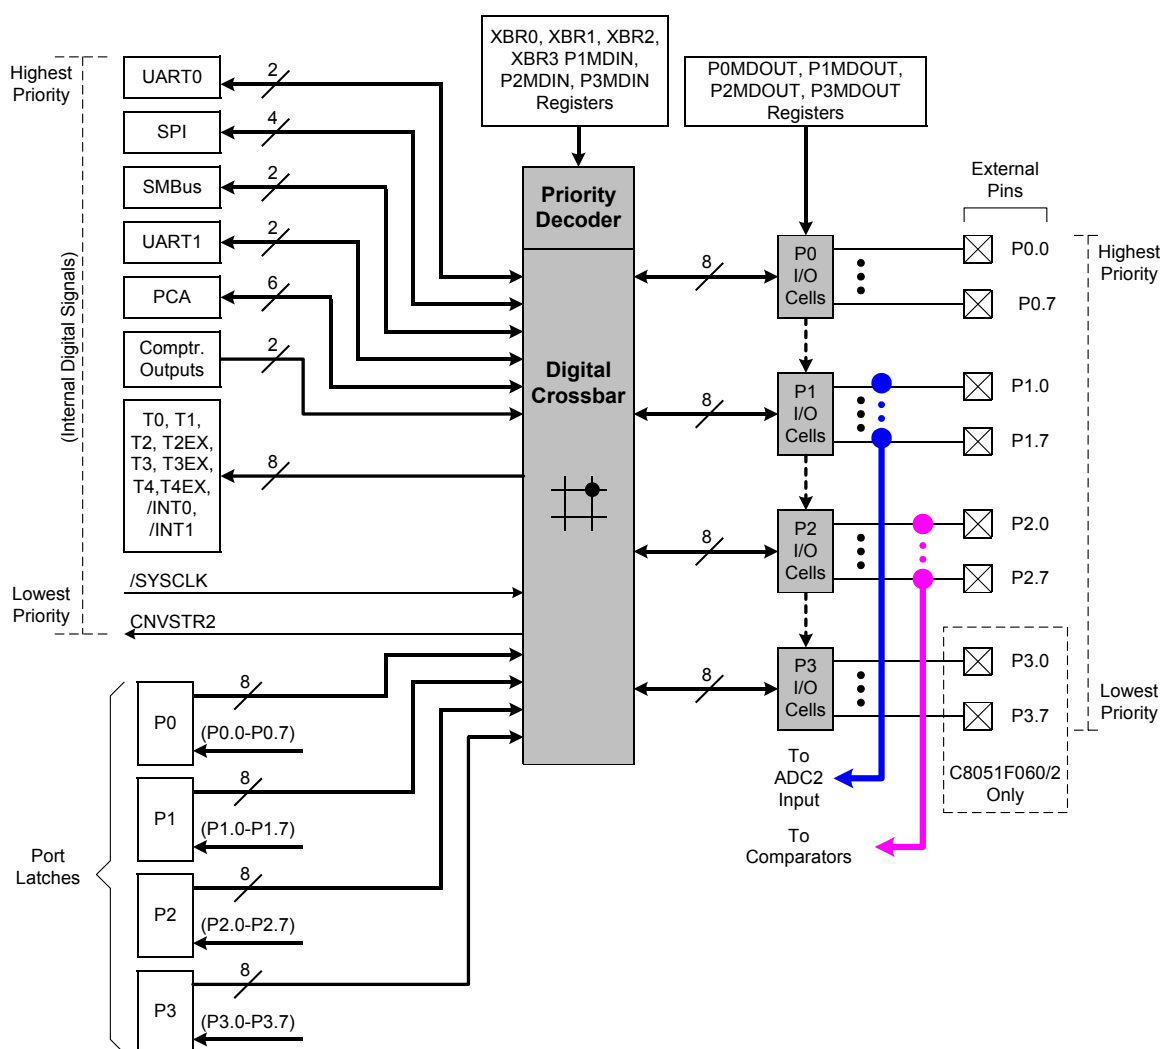 XBR0, XBR1, XBR2,
XBR3 P1MDIN,
P2MDIN, P3MDIN
Registers
P0MDOUT, P1MDOUT,
P2MDOUT, P3MDOUT
Registers
Highest
Priority
(Internal Digital Signals)
Lowest
Priority
UART0
2
SPI
4
SMBus
2
UART1
2
PCA
6
Comptr.
Outputs
2
T0, T1,
T2, T2EX,
T3, T3EX,
T4,T4EX,
/INT0,
/INT1
8
/SYSCLK
CNVSTR2
Port
Latches
P0
8
(P0.0-P0.7)
P1
8
(P1.0-P1.7)
P2
8
(P2.0-P2.7)
P3
8
(P3.0-P3.7)
Priority
Decoder
Digital
Crossbar
8
8
8
8
P0
I/O
Cells
P1
I/O
Cells
P2
I/O
Cells
P3
I/O
Cells
External
Pins
P0.0
P0.7
P1.0
P1.7
P2.0
P2.7
P3.0
P3.7
Highest
Priority
Lowest
Priority
C8051F060/2
Only
To
ADC2
Input
To
Comparators